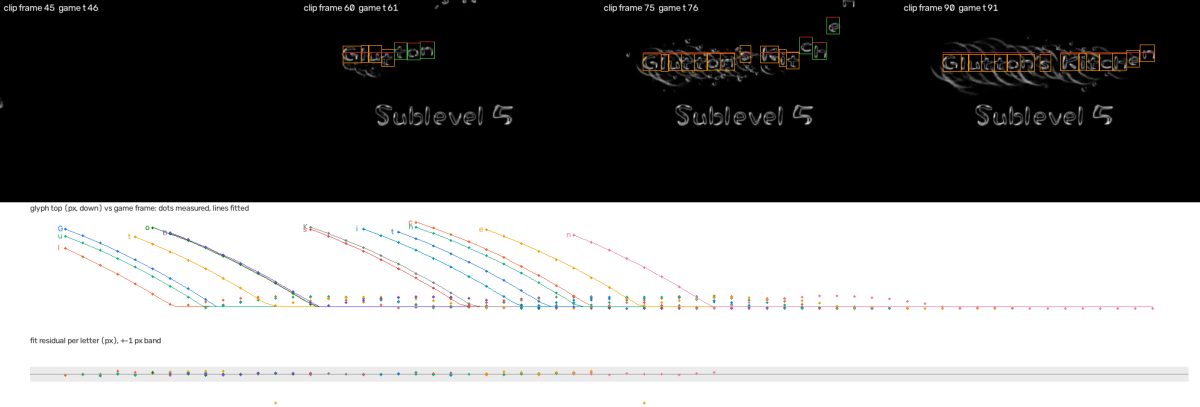 clip frame 45 game t 46
clip frame 60 game t 61
clip frame 75 game t 76
clip frame 90 game t 91
Glutton
Sublevel 5
Glutton's Kitche
Sublevel 5
Glutton's Kitchen
Sublevel 5
glyph top (px, down) vs game frame: dots measured, lines fitted
G
u
l
t
o
n
K
s
i
t
c
h
e
n
fit residual per letter (px), +-1 px band